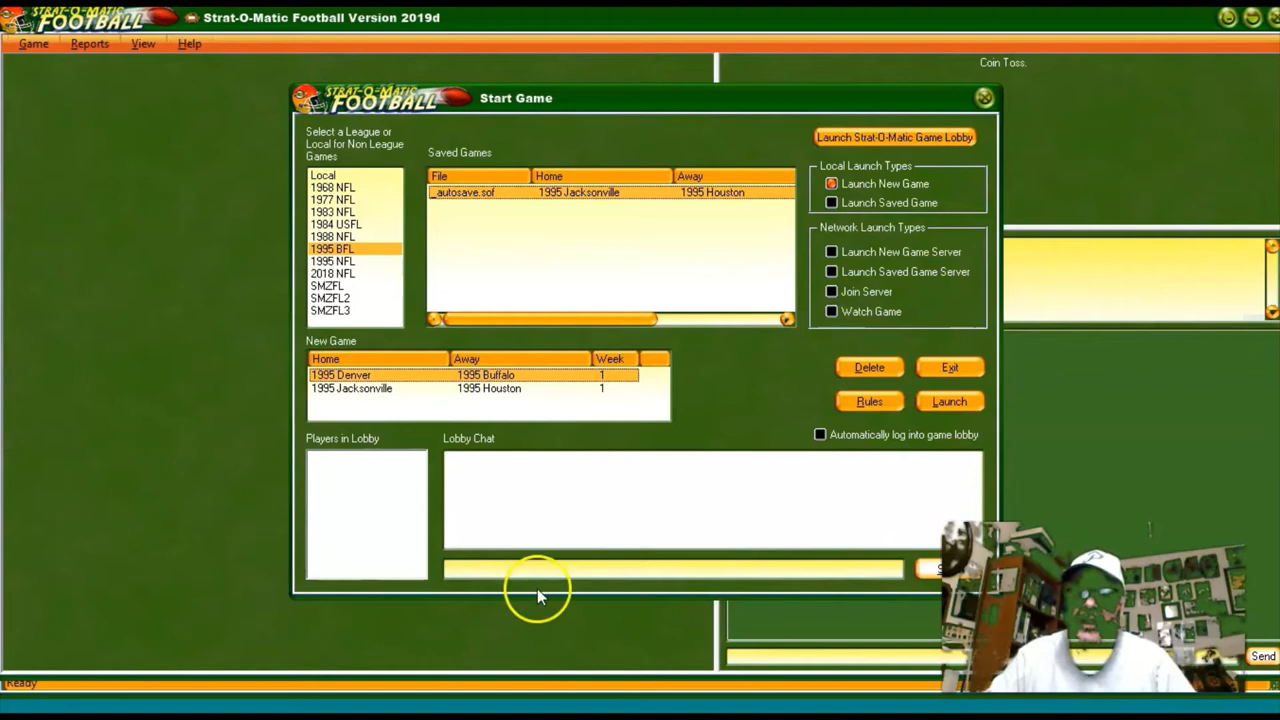 STRAT-O-MATIC
FOOTBALL
Strat-O-Matic Football Version 2019d
Game Reports View Help
Coin Toss.
STRAT-O-MATIC
FOOTBALL
Start Game
Select a League or
Local for Non League
Games
Local
1968 NFL
1977 NFL
1983 NFL
1984 USFL
1988 NFL
1995 BFL
1995 NFL
2018 NFL
SMZFL
SMZFL2
SMZFL3
Saved Games
File Home Away
_autosave.sof 1995 Jacksonville 1995 Houston
Launch Strat-O-Matic Game Lobby
Local Launch Types
Launch New Game
Launch Saved Game
Network Launch Types
Launch New Game Server
Launch Saved Game Server
Join Server
Watch Game
New Game
Home Away Week
1995 Denver 1995 Buffalo 1
1995 Jacksonville 1995 Houston 1
Delete Exit
Rules Launch
Automatically log into game lobby
Players in Lobby
Lobby Chat
Send
Ready